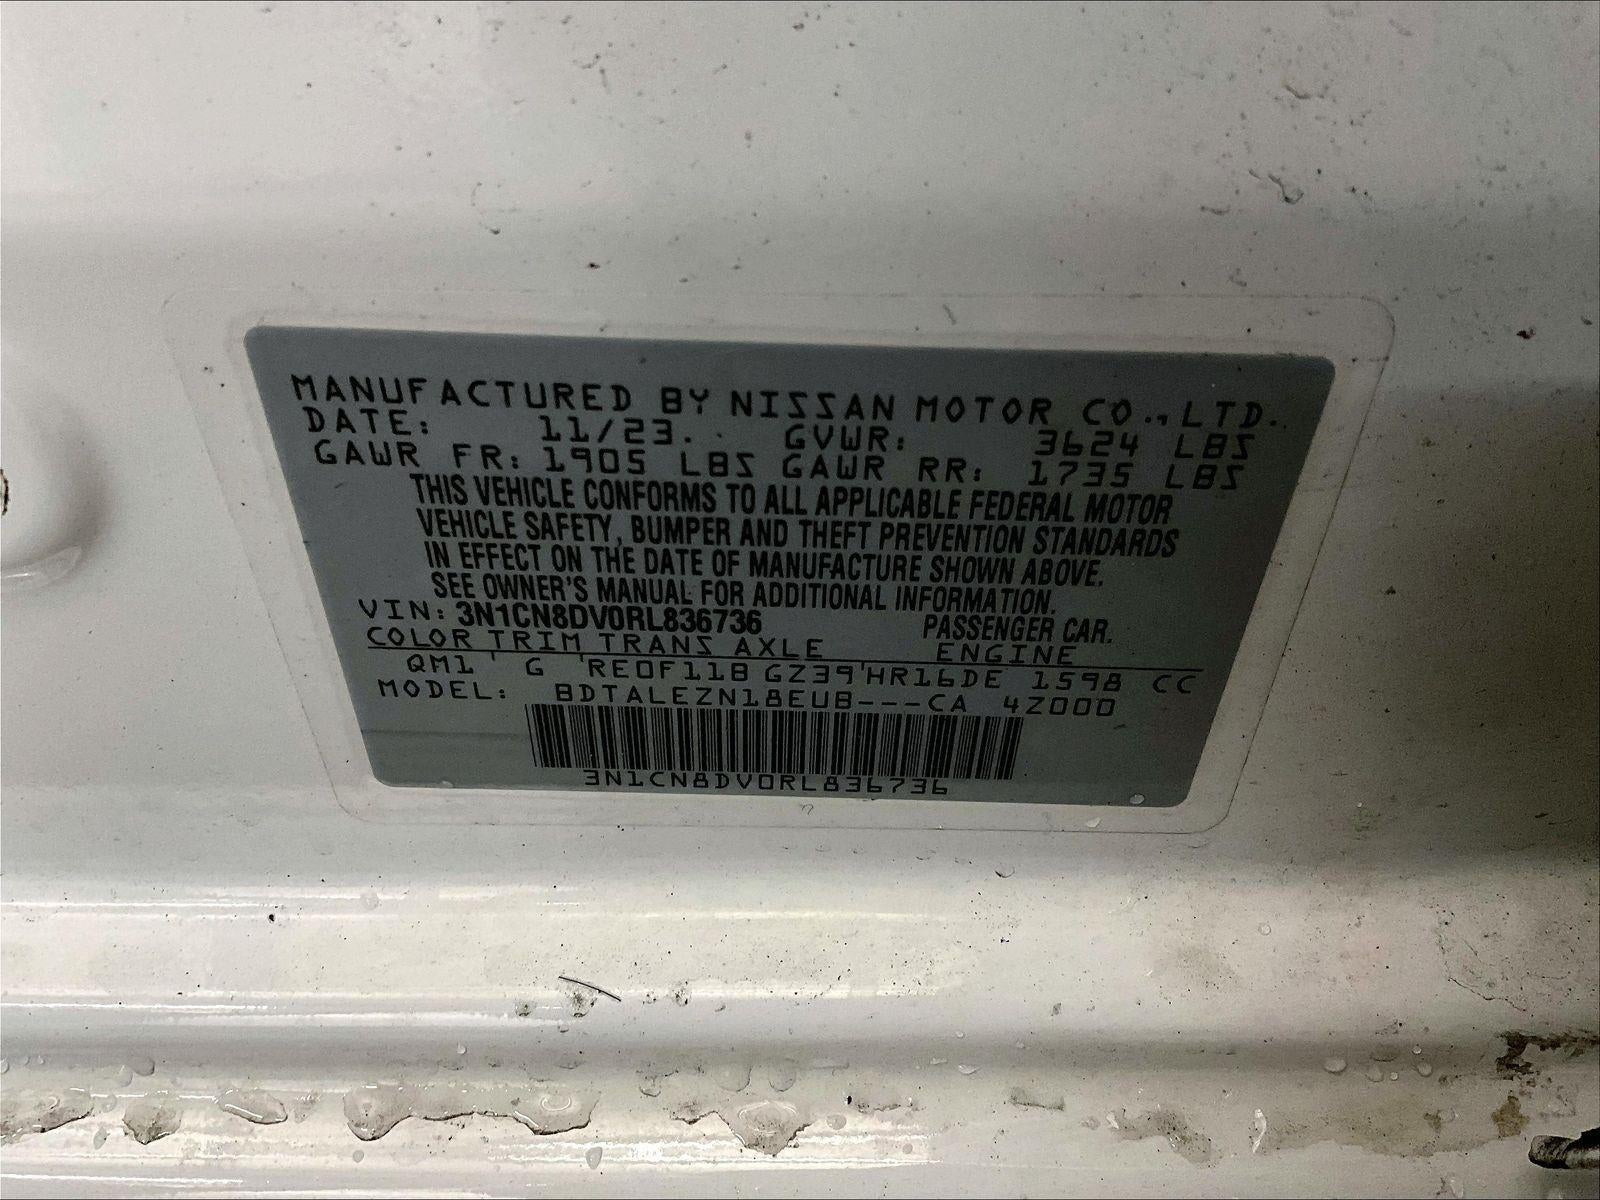 MANUFACTURED BY NISSAN MOTOR CO., LTD.
DATE: 11/23 GVWR: 3624 LBS
GAWR FR: 1905 LBS GAWR RR: 1735 LBS
THIS VEHICLE CONFORMS TO ALL APPLICABLE FEDERAL MOTOR
VEHICLE SAFETY, BUMPER AND THEFT PREVENTION STANDARDS
IN EFFECT ON THE DATE OF MANUFACTURE SHOWN ABOVE.
SEE OWNER'S MANUAL FOR ADDITIONAL INFORMATION.
VIN: 3N1CN8DV0RL836736 PASSENGER CAR.
COLOR TRIM TRANS AXLE ENGINE
QM1 G RE0F11B GZ39 HR16DE 1598 CC
MODEL: BDTALEZN18EUB---CA 4Z000
3N1CN8DV0RL836736